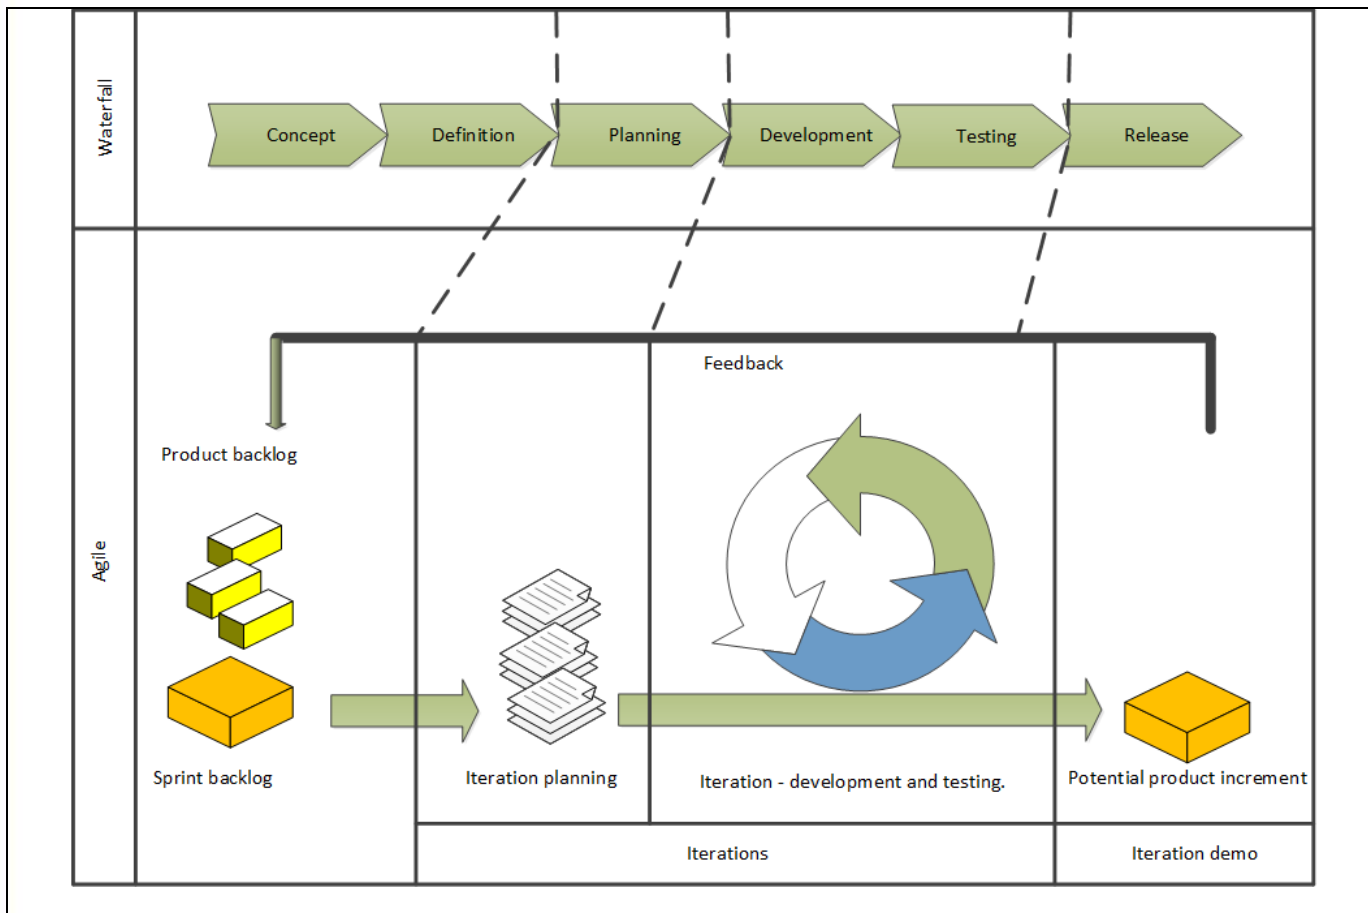 Waterfall
Concept
Definition
Planning
Development
Testing
Release
Agile
Feedback
Product backlog
Sprint backlog
Iteration planning
Iteration - development and testing.
Potential product increment
Iterations
Iteration demo